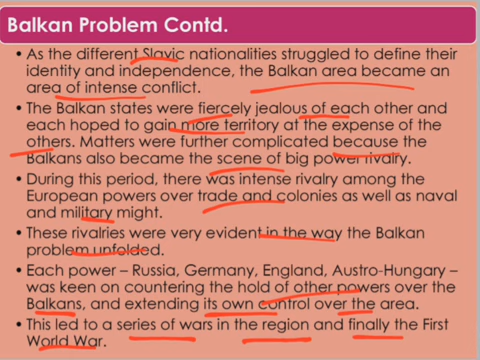 Balkan Problem Contd.
• As the different Slavic nationalities struggled to define their
identity and independence, the Balkan area became an
area of intense conflict.
• The Balkan states were fiercely jealous of each other and
each hoped to gain more territory at the expense of the
others. Matters were further complicated because the
Balkans also became the scene of big power rivalry.
• During this period, there was intense rivalry among the
European powers over trade and colonies as well as naval
and military might.
• These rivalries were very evident in the way the Balkan
problem unfolded.
• Each power – Russia, Germany, England, Austro-Hungary –
was keen on countering the hold of other powers over the
Balkans, and extending its own control over the area.
• This led to a series of wars in the region and finally the First
World War.